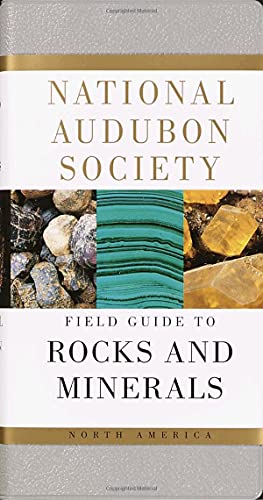 NATIONAL
AUDUBON
SOCIETY
FIELD GUIDE TO
ROCKS AND
MINERALS
NORTH AMERICA